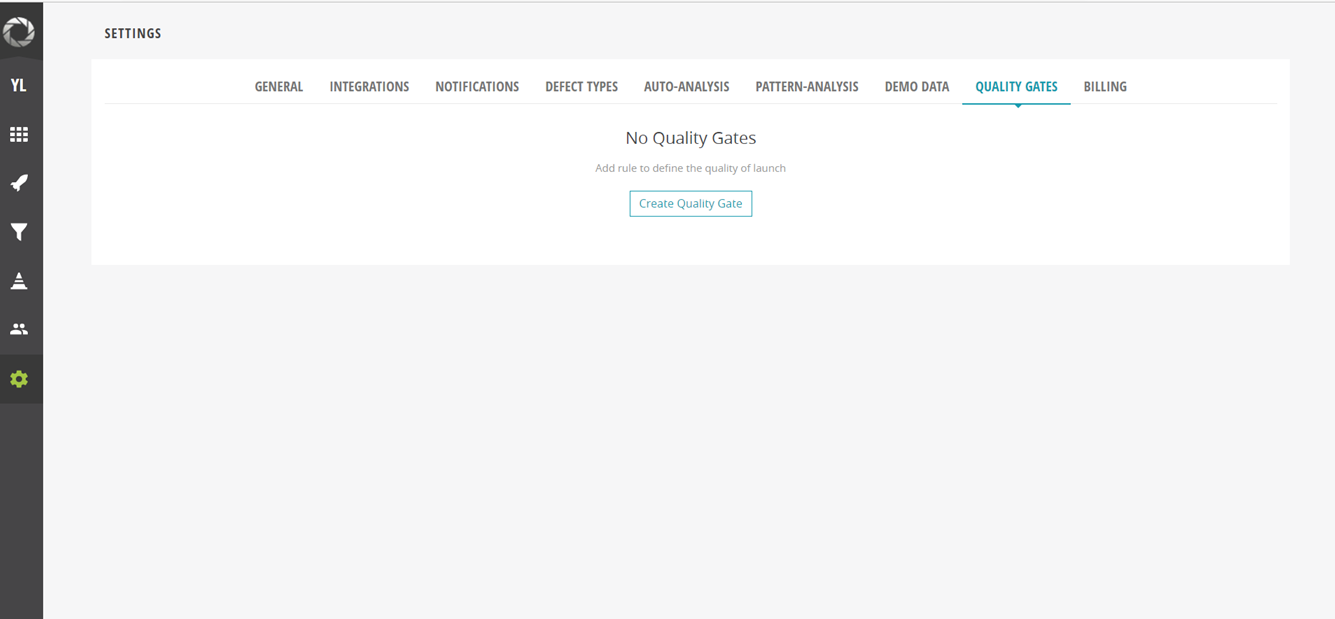 SETTINGS
YL
GENERAL INTEGRATIONS NOTIFICATIONS DEFECT TYPES AUTO-ANALYSIS PATTERN-ANALYSIS DEMO DATA QUALITY GATES BILLING
No Quality Gates
Add rule to define the quality of launch
Create Quality Gate